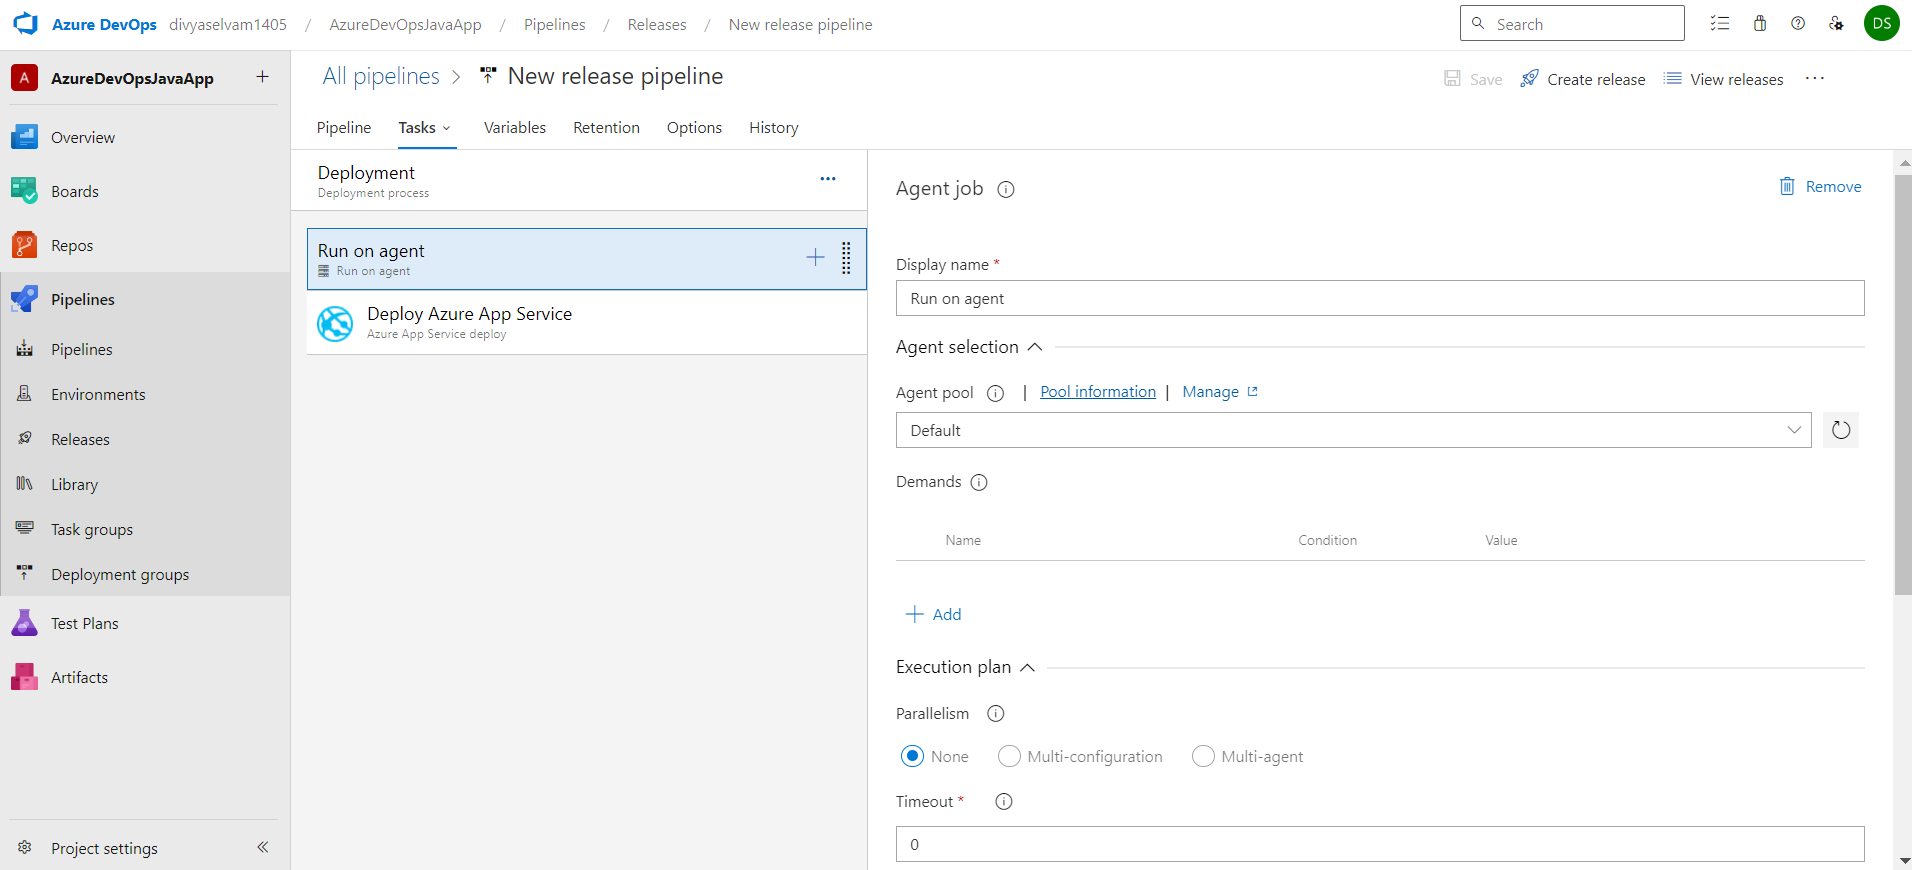 Azure DevOps divyaselvam1405 / AzureDevOpsJavaApp / Pipelines / Releases / New release pipeline
Search
DS
A AzureDevOpsJavaApp
Overview
Boards
Repos
Pipelines
Pipelines
Environments
Releases
Library
Task groups
Deployment groups
Test Plans
Artifacts
Project settings
All pipelines > New release pipeline
Save Create release View releases ...
Pipeline Tasks Variables Retention Options History
Deployment
Deployment process
Run on agent
Run on agent
Deploy Azure App Service
Azure App Service deploy
Agent job
Remove
Display name *
Run on agent
Agent selection
Agent pool | Pool information | Manage
Default
Demands
Name Condition Value
Add
Execution plan
Parallelism
None Multi-configuration Multi-agent
Timeout *
0